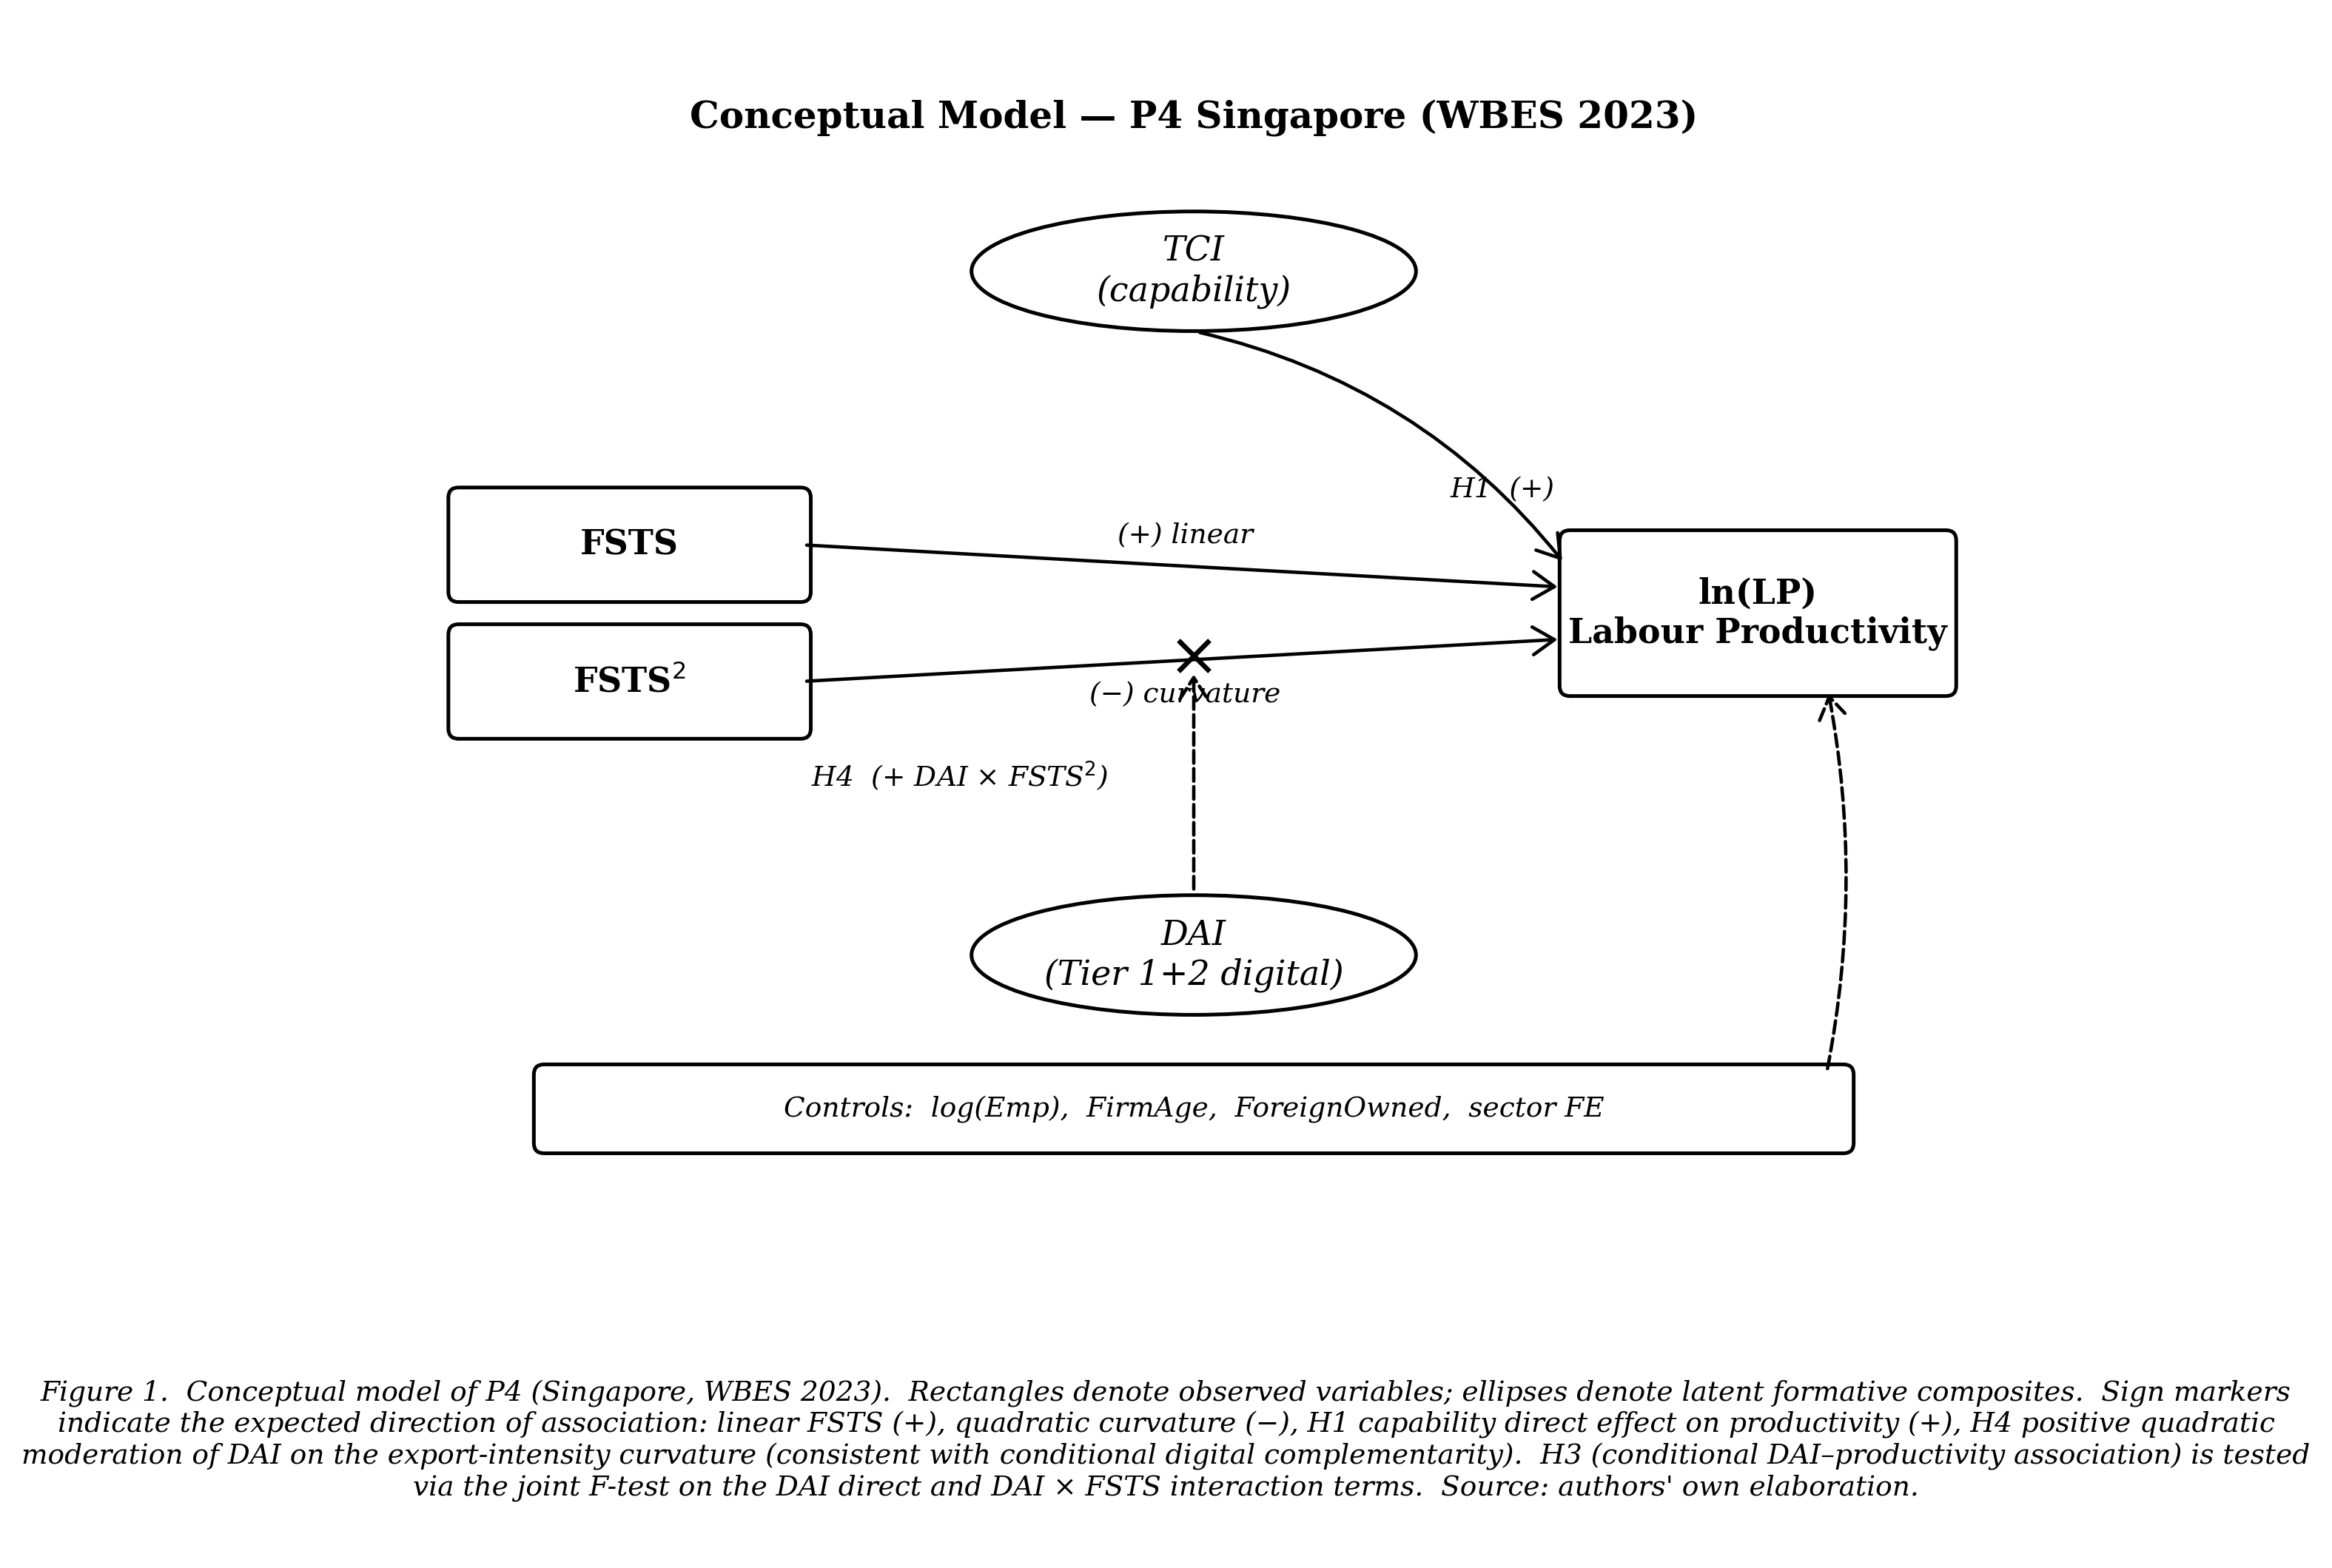 Conceptual Model — P4 Singapore (WBES 2023)
TCI
(capability)
H1 (+)
FSTS
(+) linear
ln(LP)
Labour Productivity
FSTS²
(−) curvature
H4 (+ DAI × FSTS²)
DAI
(Tier 1+2 digital)
Controls: log(Emp), FirmAge, ForeignOwned, sector FE
Figure 1. Conceptual model of P4 (Singapore, WBES 2023). Rectangles denote observed variables; ellipses denote latent formative composites. Sign markers
indicate the expected direction of association: linear FSTS (+), quadratic curvature (−), H1 capability direct effect on productivity (+), H4 positive quadratic
moderation of DAI on the export-intensity curvature (consistent with conditional digital complementarity). H3 (conditional DAI–productivity association) is tested
via the joint F-test on the DAI direct and DAI × FSTS interaction terms. Source: authors' own elaboration.